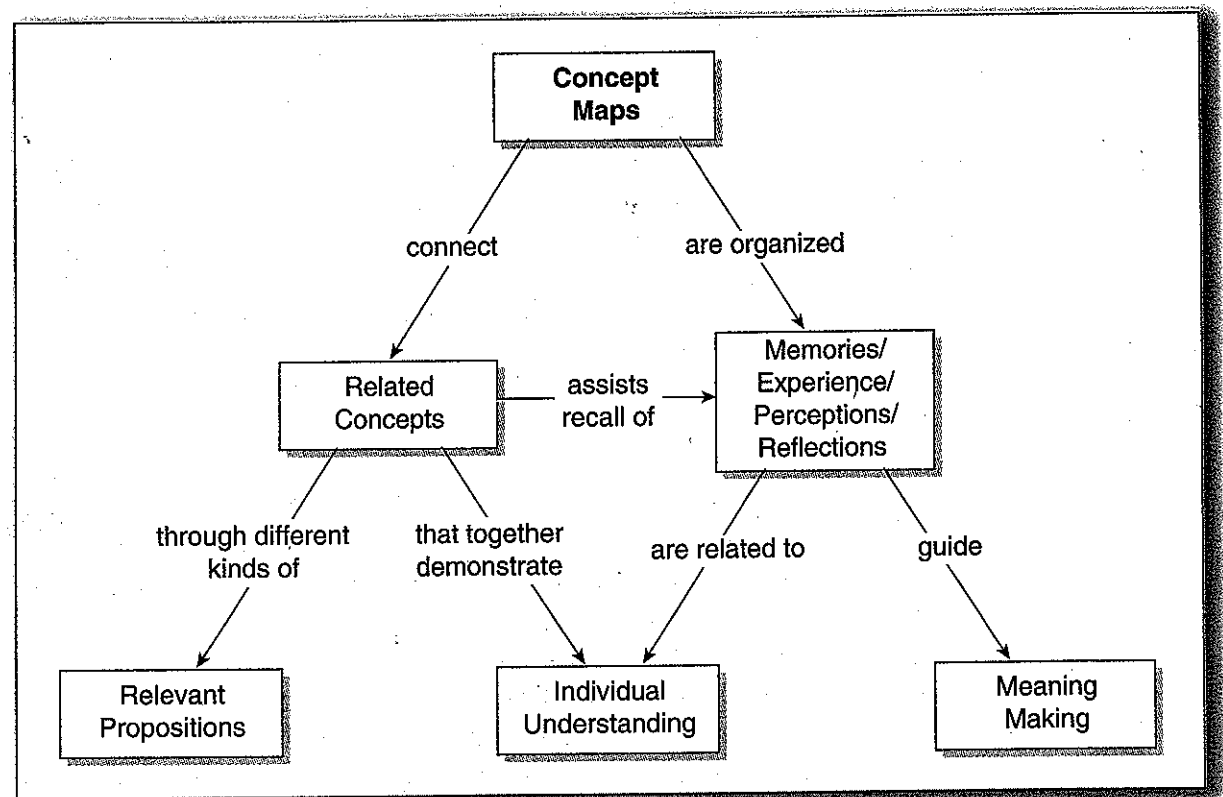 Concept
Maps
connect
are organized
Related
Concepts
assists
recall of
Memories/
Experience/
Perceptions/
Reflections
through different
kinds of
that together
demonstrate
are related to
guide
Relevant
Propositions
Individual
Understanding
Meaning
Making